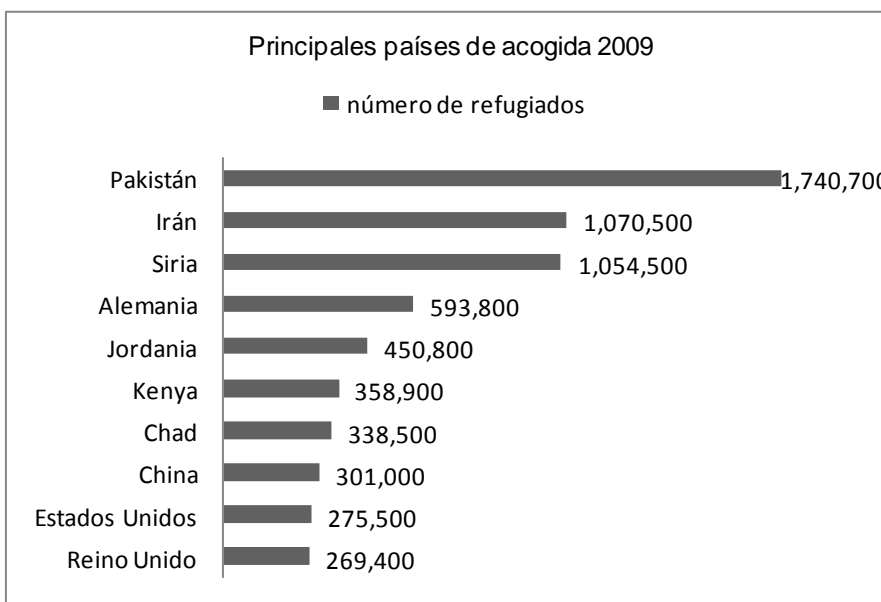 Principales países de acogida 2009
número de refugiados
Pakistán 1,740,700
Irán 1,070,500
Siria 1,054,500
Alemania 593,800
Jordania 450,800
Kenya 358,900
Chad 338,500
China 301,000
Estados Unidos 275,500
Reino Unido 269,400